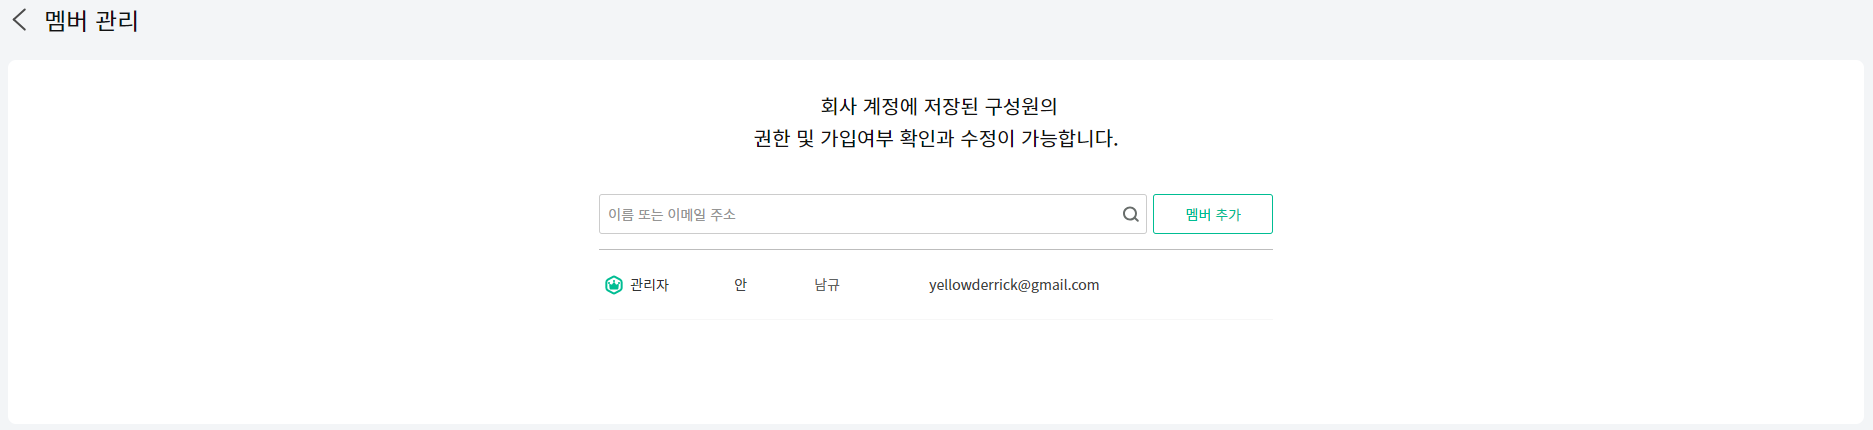 멤버 관리
회사 계정에 저장된 구성원의
권한 및 가입여부 확인과 수정이 가능합니다.
이름 또는 이메일 주소 멤버 추가
관리자 안 남규 yellowderrick@gmail.com